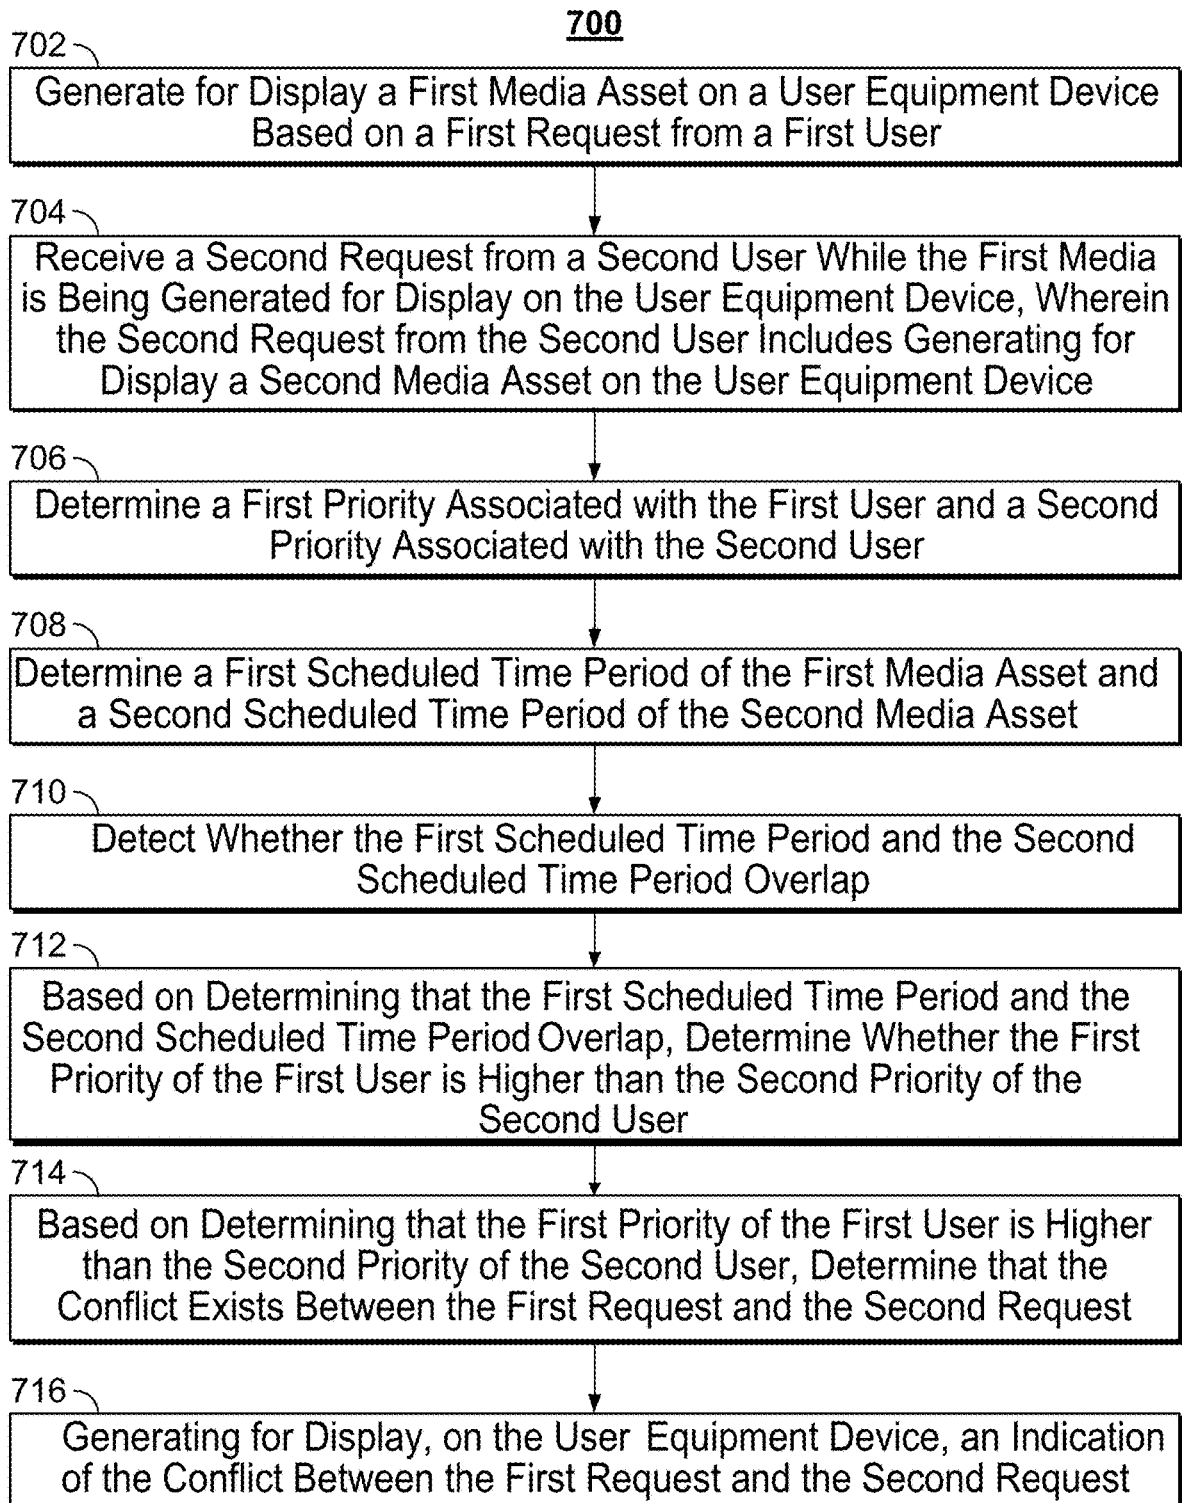 700
702
Generate for Display a First Media Asset on a User Equipment Device
Based on a First Request from a First User
704
Receive a Second Request from a Second User While the First Media
is Being Generated for Display on the User Equipment Device, Wherein
the Second Request from the Second User Includes Generating for
Display a Second Media Asset on the User Equipment Device
706
Determine a First Priority Associated with the First User and a Second
Priority Associated with the Second User
708
Determine a First Scheduled Time Period of the First Media Asset and
a Second Scheduled Time Period of the Second Media Asset
710
Detect Whether the First Scheduled Time Period and the Second
Scheduled Time Period Overlap
712
Based on Determining that the First Scheduled Time Period and the
Second Scheduled Time Period Overlap, Determine Whether the First
Priority of the First User is Higher than the Second Priority of the
Second User
714
Based on Determining that the First Priority of the First User is Higher
than the Second Priority of the Second User, Determine that the
Conflict Exists Between the First Request and the Second Request
716
Generating for Display, on the User Equipment Device, an Indication
of the Conflict Between the First Request and the Second Request